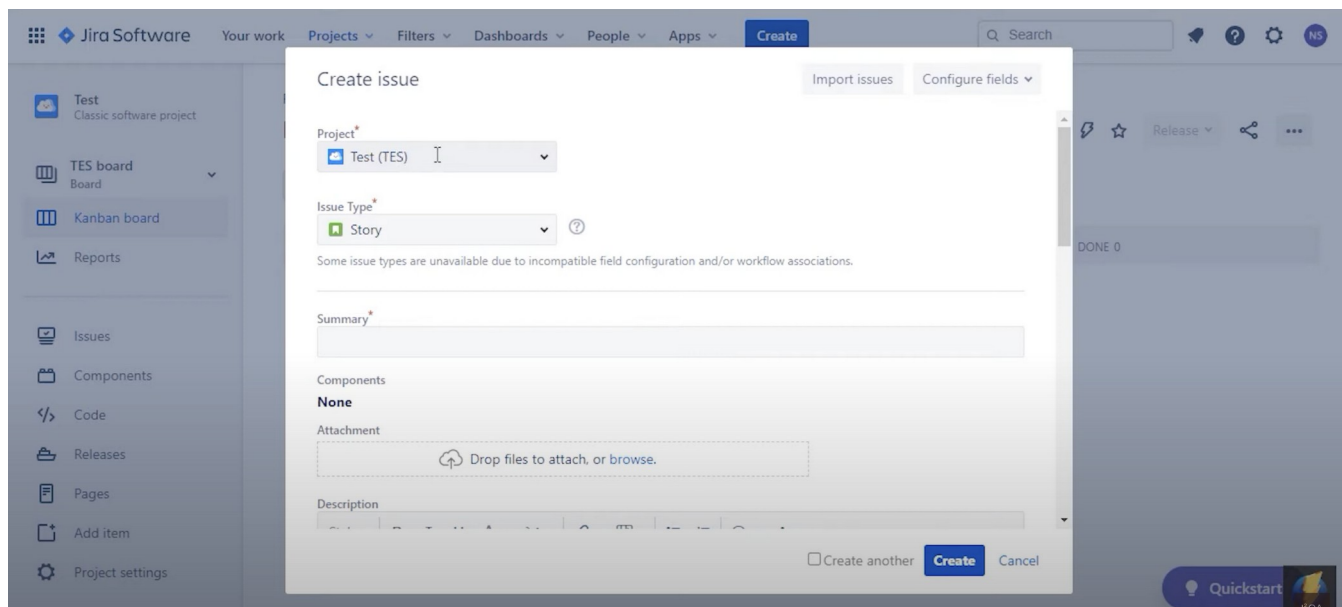 Jira Software Your work Projects Filters Dashboards People Apps Create Search NS
Create issue Import issues Configure fields
Test
Classic software project
Project*
Test (TES)
Release
TES board
Board
Issue Type*
Story
Kanban board
DONE 0
Reports
Some issue types are unavailable due to incompatible field configuration and/or workflow associations.
Summary*
Issues
Components
Components
None
Code
Attachment
Releases
Drop files to attach, or browse.
Pages
Description
Add item
Create another Create Cancel
Project settings
Quickstart